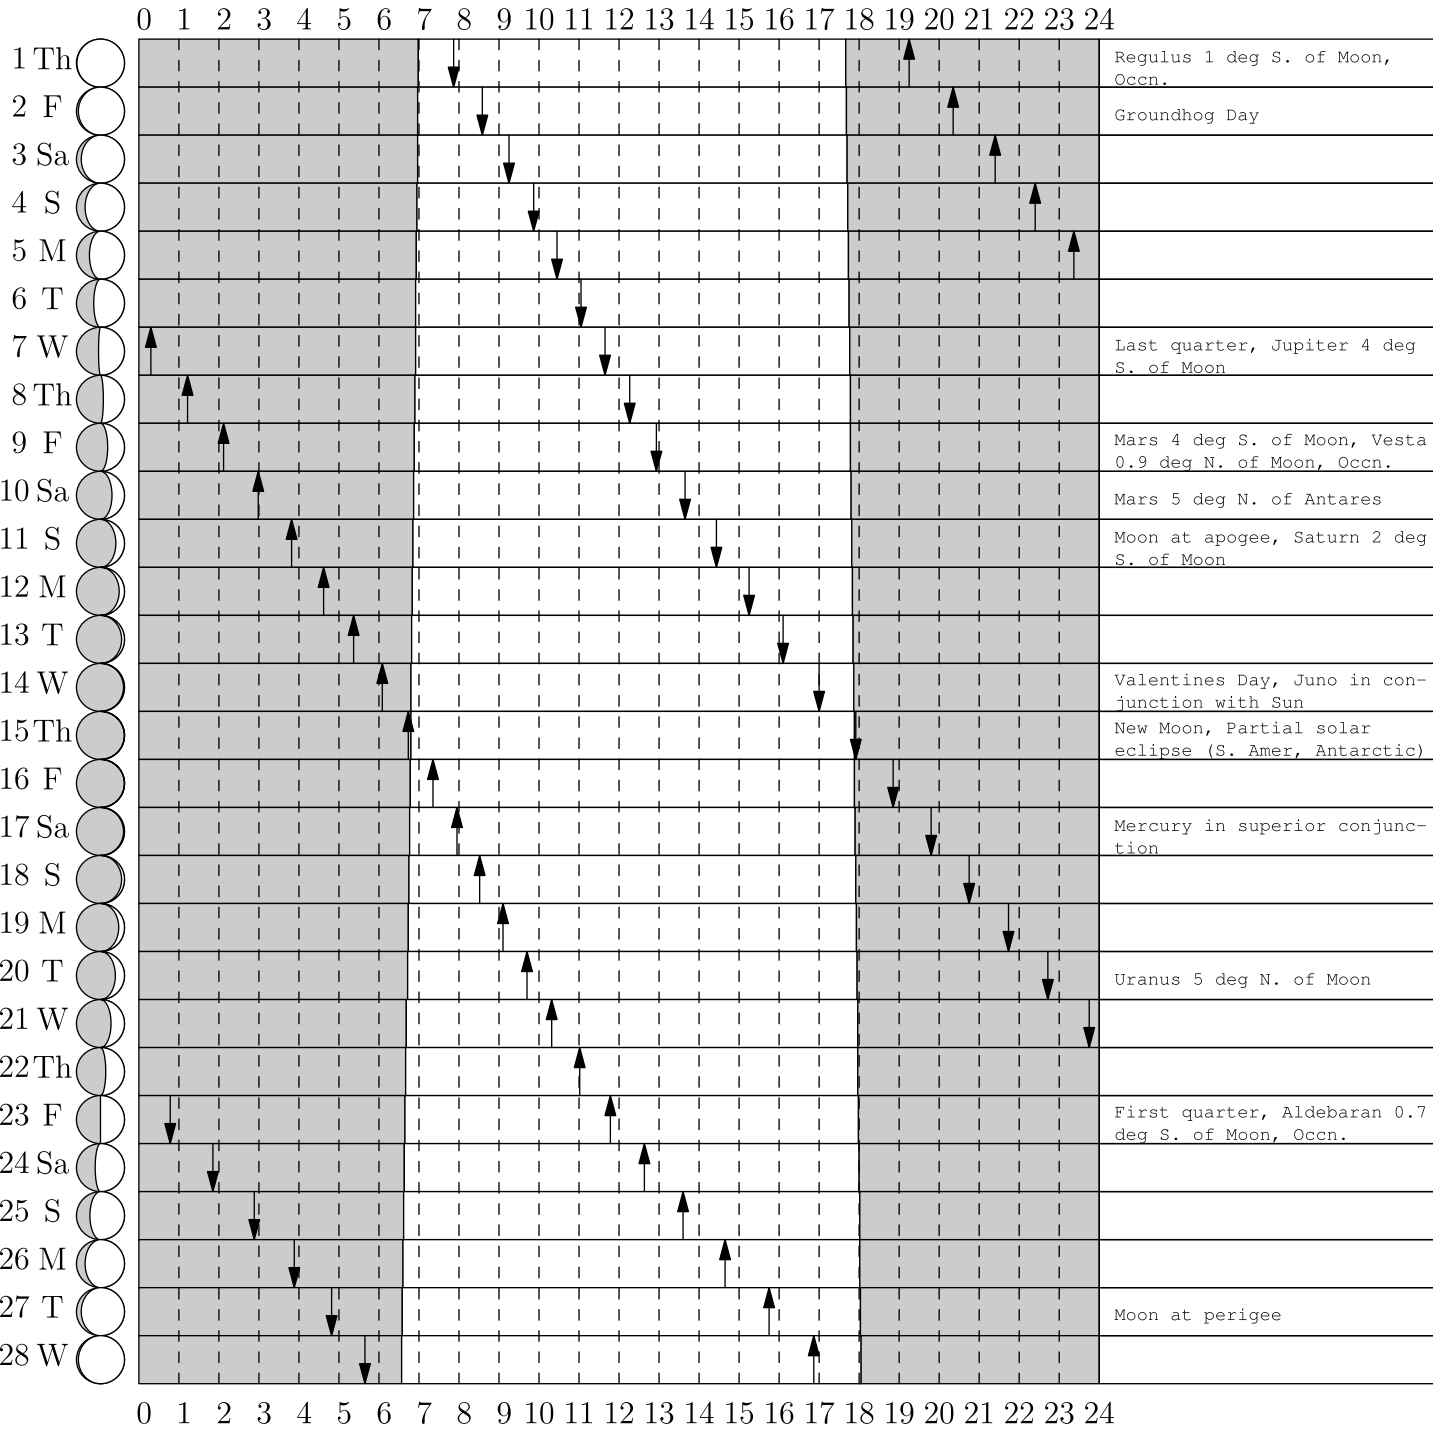 0 1 2 3 4 5 6 7 8 9 10 11 12 13 14 15 16 17 18 19 20 21 22 23 24
1 Th Regulus 1 deg S. of Moon,
Occn.
2 F Groundhog Day
3 Sa
4 S
5 M
6 T
7 W Last quarter, Jupiter 4 deg
S. of Moon
8 Th
9 F Mars 4 deg S. of Moon, Vesta
0.9 deg N. of Moon, Occn.
10 Sa Mars 5 deg N. of Antares
11 S Moon at apogee, Saturn 2 deg
S. of Moon
12 M
13 T
14 W Valentines Day, Juno in con-
junction with Sun
15 Th New Moon, Partial solar
eclipse (S. Amer, Antarctic)
16 F
17 Sa Mercury in superior conjunc-
tion
18 S
19 M
20 T Uranus 5 deg N. of Moon
21 W
22 Th
23 F First quarter, Aldebaran 0.7
deg S. of Moon, Occn.
24 Sa
25 S
26 M
27 T Moon at perigee
28 W
0 1 2 3 4 5 6 7 8 9 10 11 12 13 14 15 16 17 18 19 20 21 22 23 24